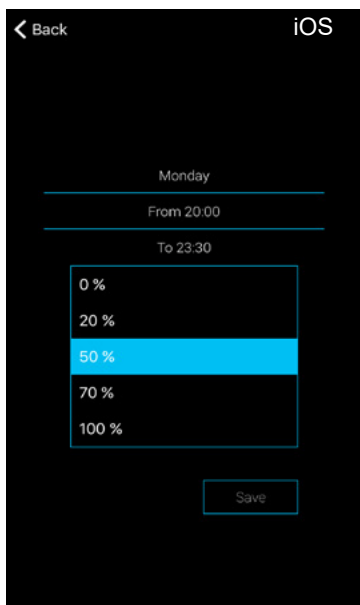 Back
iOS
Monday
From 20:00
To 23:30
0 %
20 %
50 %
70 %
100 %
Save